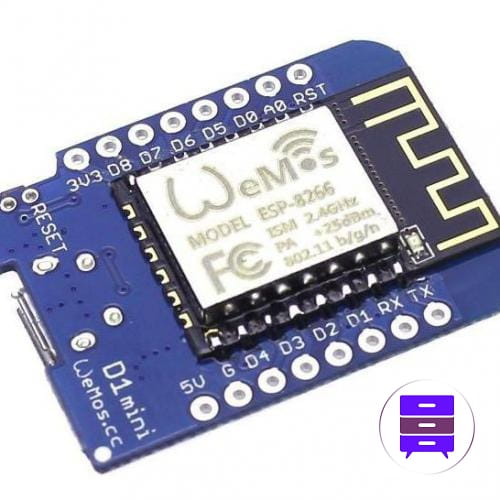 3V3 D8 D7 D6 D5 D0 A0 RST
RESET
WeMos
MODEL ESP-8266
ISM 2.4GHz
PA +25dBm
802.11 b/g/n
FC
5V G D4 D3 D2 D1 RX TX
D1 mini
WeMos.cc